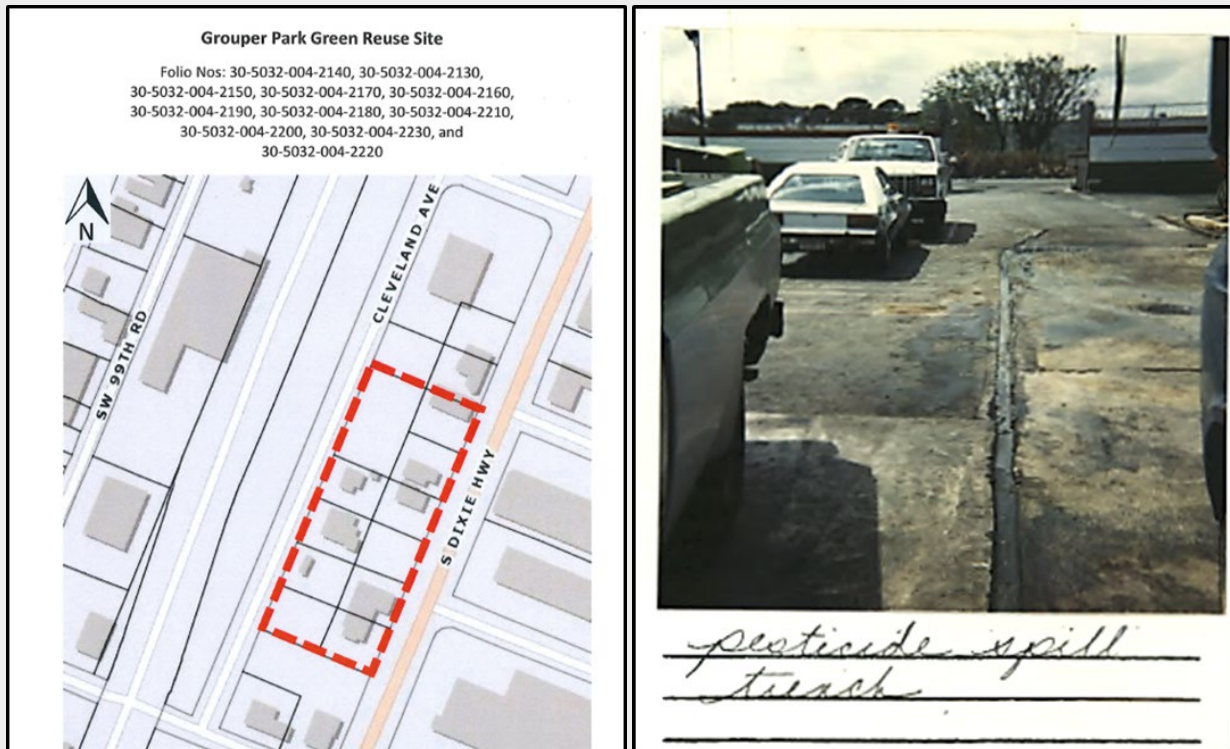 Grouper Park Green Reuse Site
Folio Nos: 30-5032-004-2140, 30-5032-004-2130,
30-5032-004-2150, 30-5032-004-2170, 30-5032-004-2160,
30-5032-004-2190, 30-5032-004-2180, 30-5032-004-2210,
30-5032-004-2200, 30-5032-004-2230, and
30-5032-004-2220
N
CLEVELAND AVE
SW 99TH RD
S DIXIE HWY
pesticide spill
trench